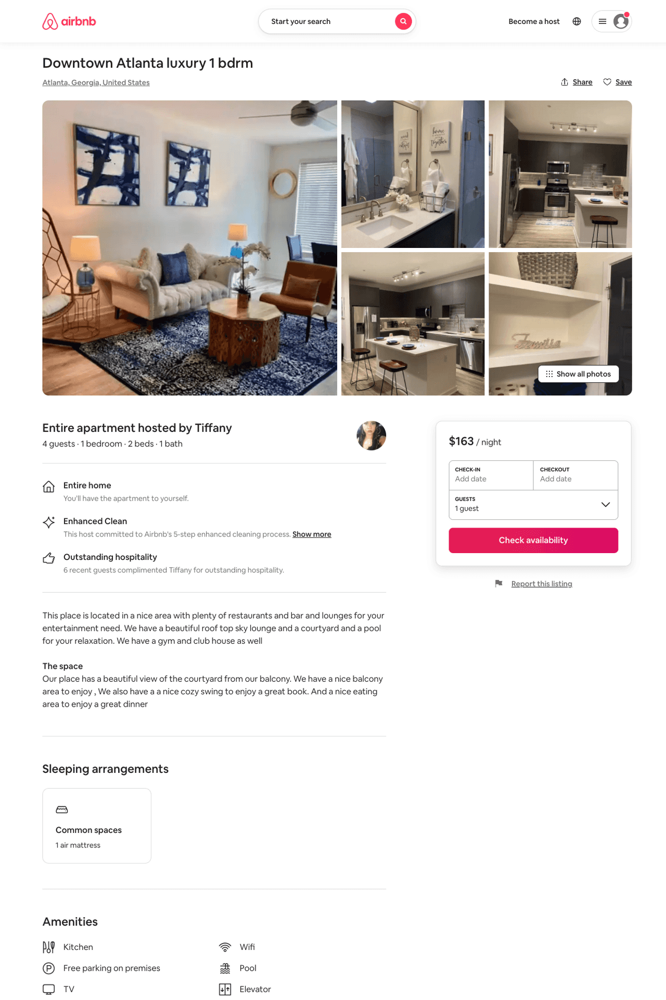 airbnb
Start your search
Become a host
Downtown Atlanta luxury 1 bdrm
Atlanta, Georgia, United States
Share
Save
home
together
Familia
Show all photos
Entire apartment hosted by Tiffany
4 guests · 1 bedroom · 2 beds · 1 bath
$163 / night
CHECK-IN
Add date
CHECKOUT
Add date
GUESTS
1 guest
Check availability
Report this listing
Entire home
You'll have the apartment to yourself.
Enhanced Clean
This host committed to Airbnb's 5-step enhanced cleaning process. Show more
Outstanding hospitality
6 recent guests complimented Tiffany for outstanding hospitality.
This place is located in a nice area with plenty of restaurants and bar and lounges for your
entertainment need. We have a beautiful roof top sky lounge and a courtyard and a pool
for your relaxation. We have a gym and club house as well
The space
Our place has a beautiful view of the courtyard from our balcony. We have a nice balcony
area to enjoy , We also have a a nice cozy swing to enjoy a great book. And a nice eating
area to enjoy a great dinner
Sleeping arrangements
Common spaces
1 air mattress
Amenities
Kitchen
Wifi
Free parking on premises
Pool
TV
Elevator